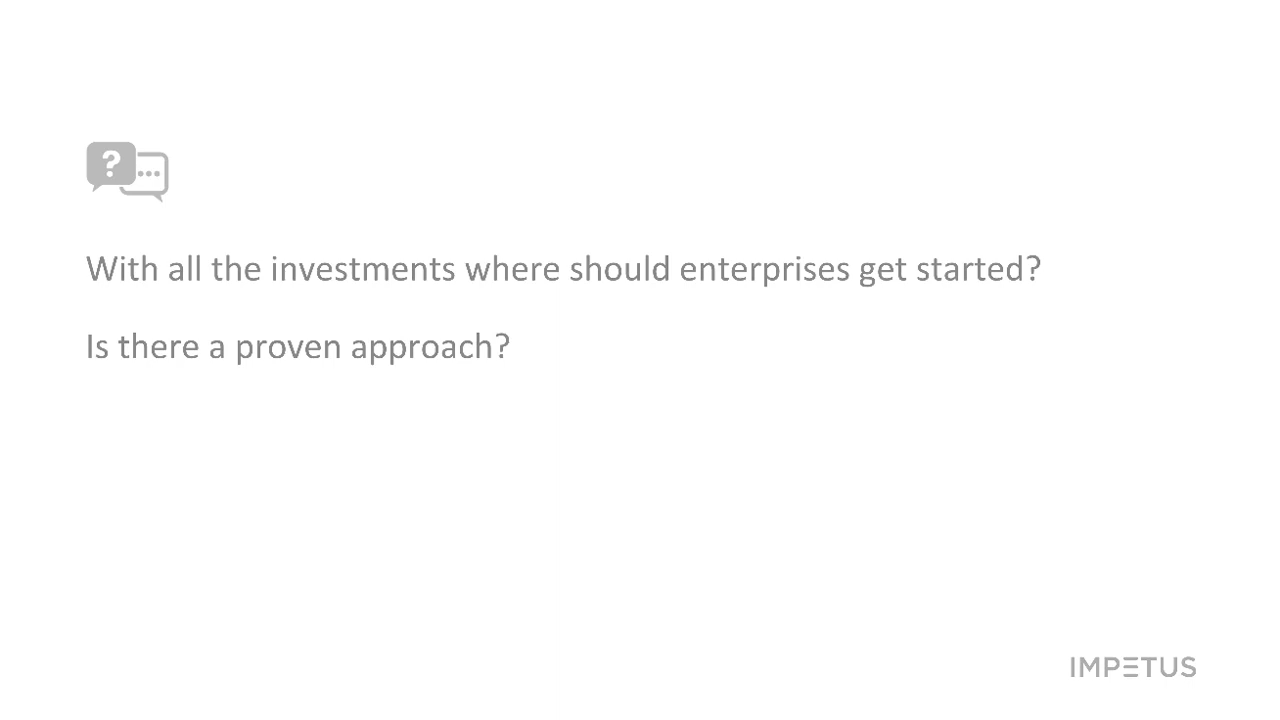 ?
With all the investments where should enterprises get started?
Is there a proven approach?
IMPETUS